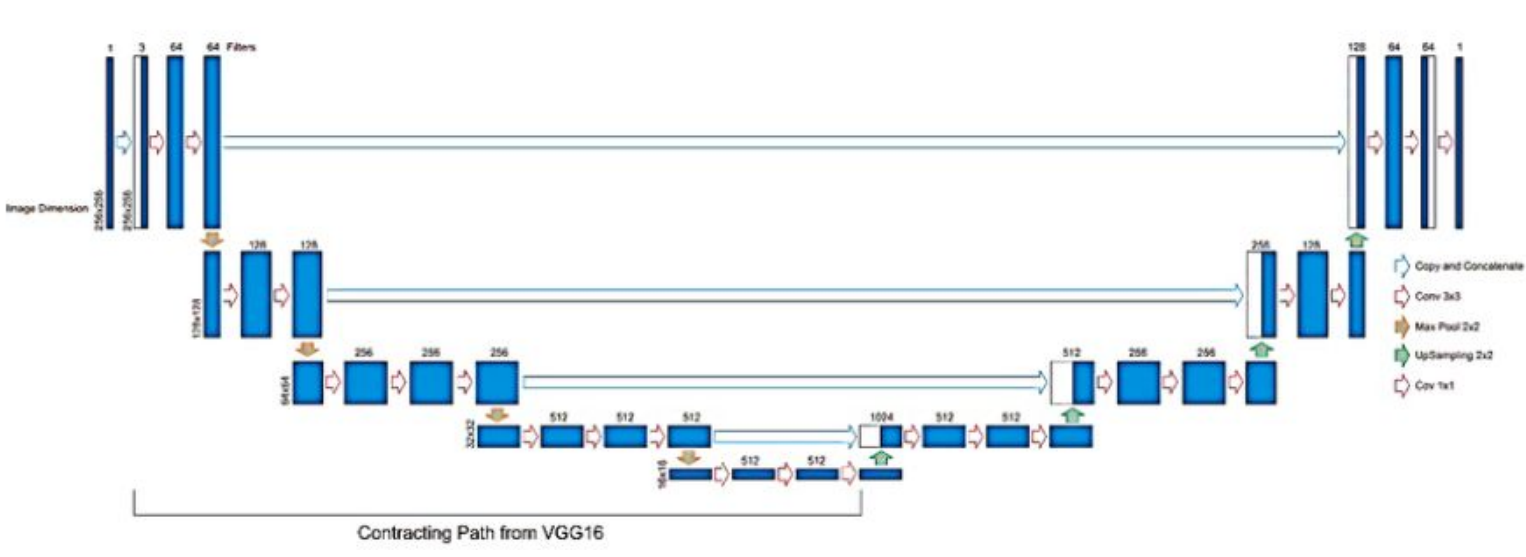 1 3 64 64 Filters
128 64 64 1
Image Dimension
256x256
256x256
128 128
256 128
128x128
Copy and Concatenate
Conv 3x3
Max Pool 2x2
UpSampling 2x2
Cov 1x1
256 256 256
512 256 256
64x64
512 512 512
1024 512 512
32x32
512 512
16x16
Contracting Path from VGG16